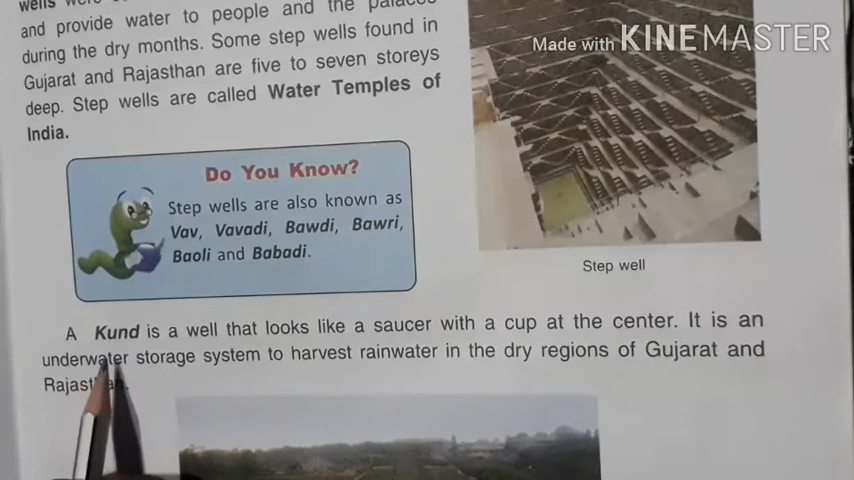 wells were
and provide water to people and the palaces
during the dry months. Some step wells found in
Gujarat and Rajasthan are five to seven storeys
deep. Step wells are called Water Temples of
India.
Made with KINEMASTER
Do You Know?
Step wells are also known as
Vav, Vavadi, Bawdi, Bawri,
Baoli and Babadi.
Step well
A Kund is a well that looks like a saucer with a cup at the center. It is an
underwater storage system to harvest rainwater in the dry regions of Gujarat and
Rajasthan.